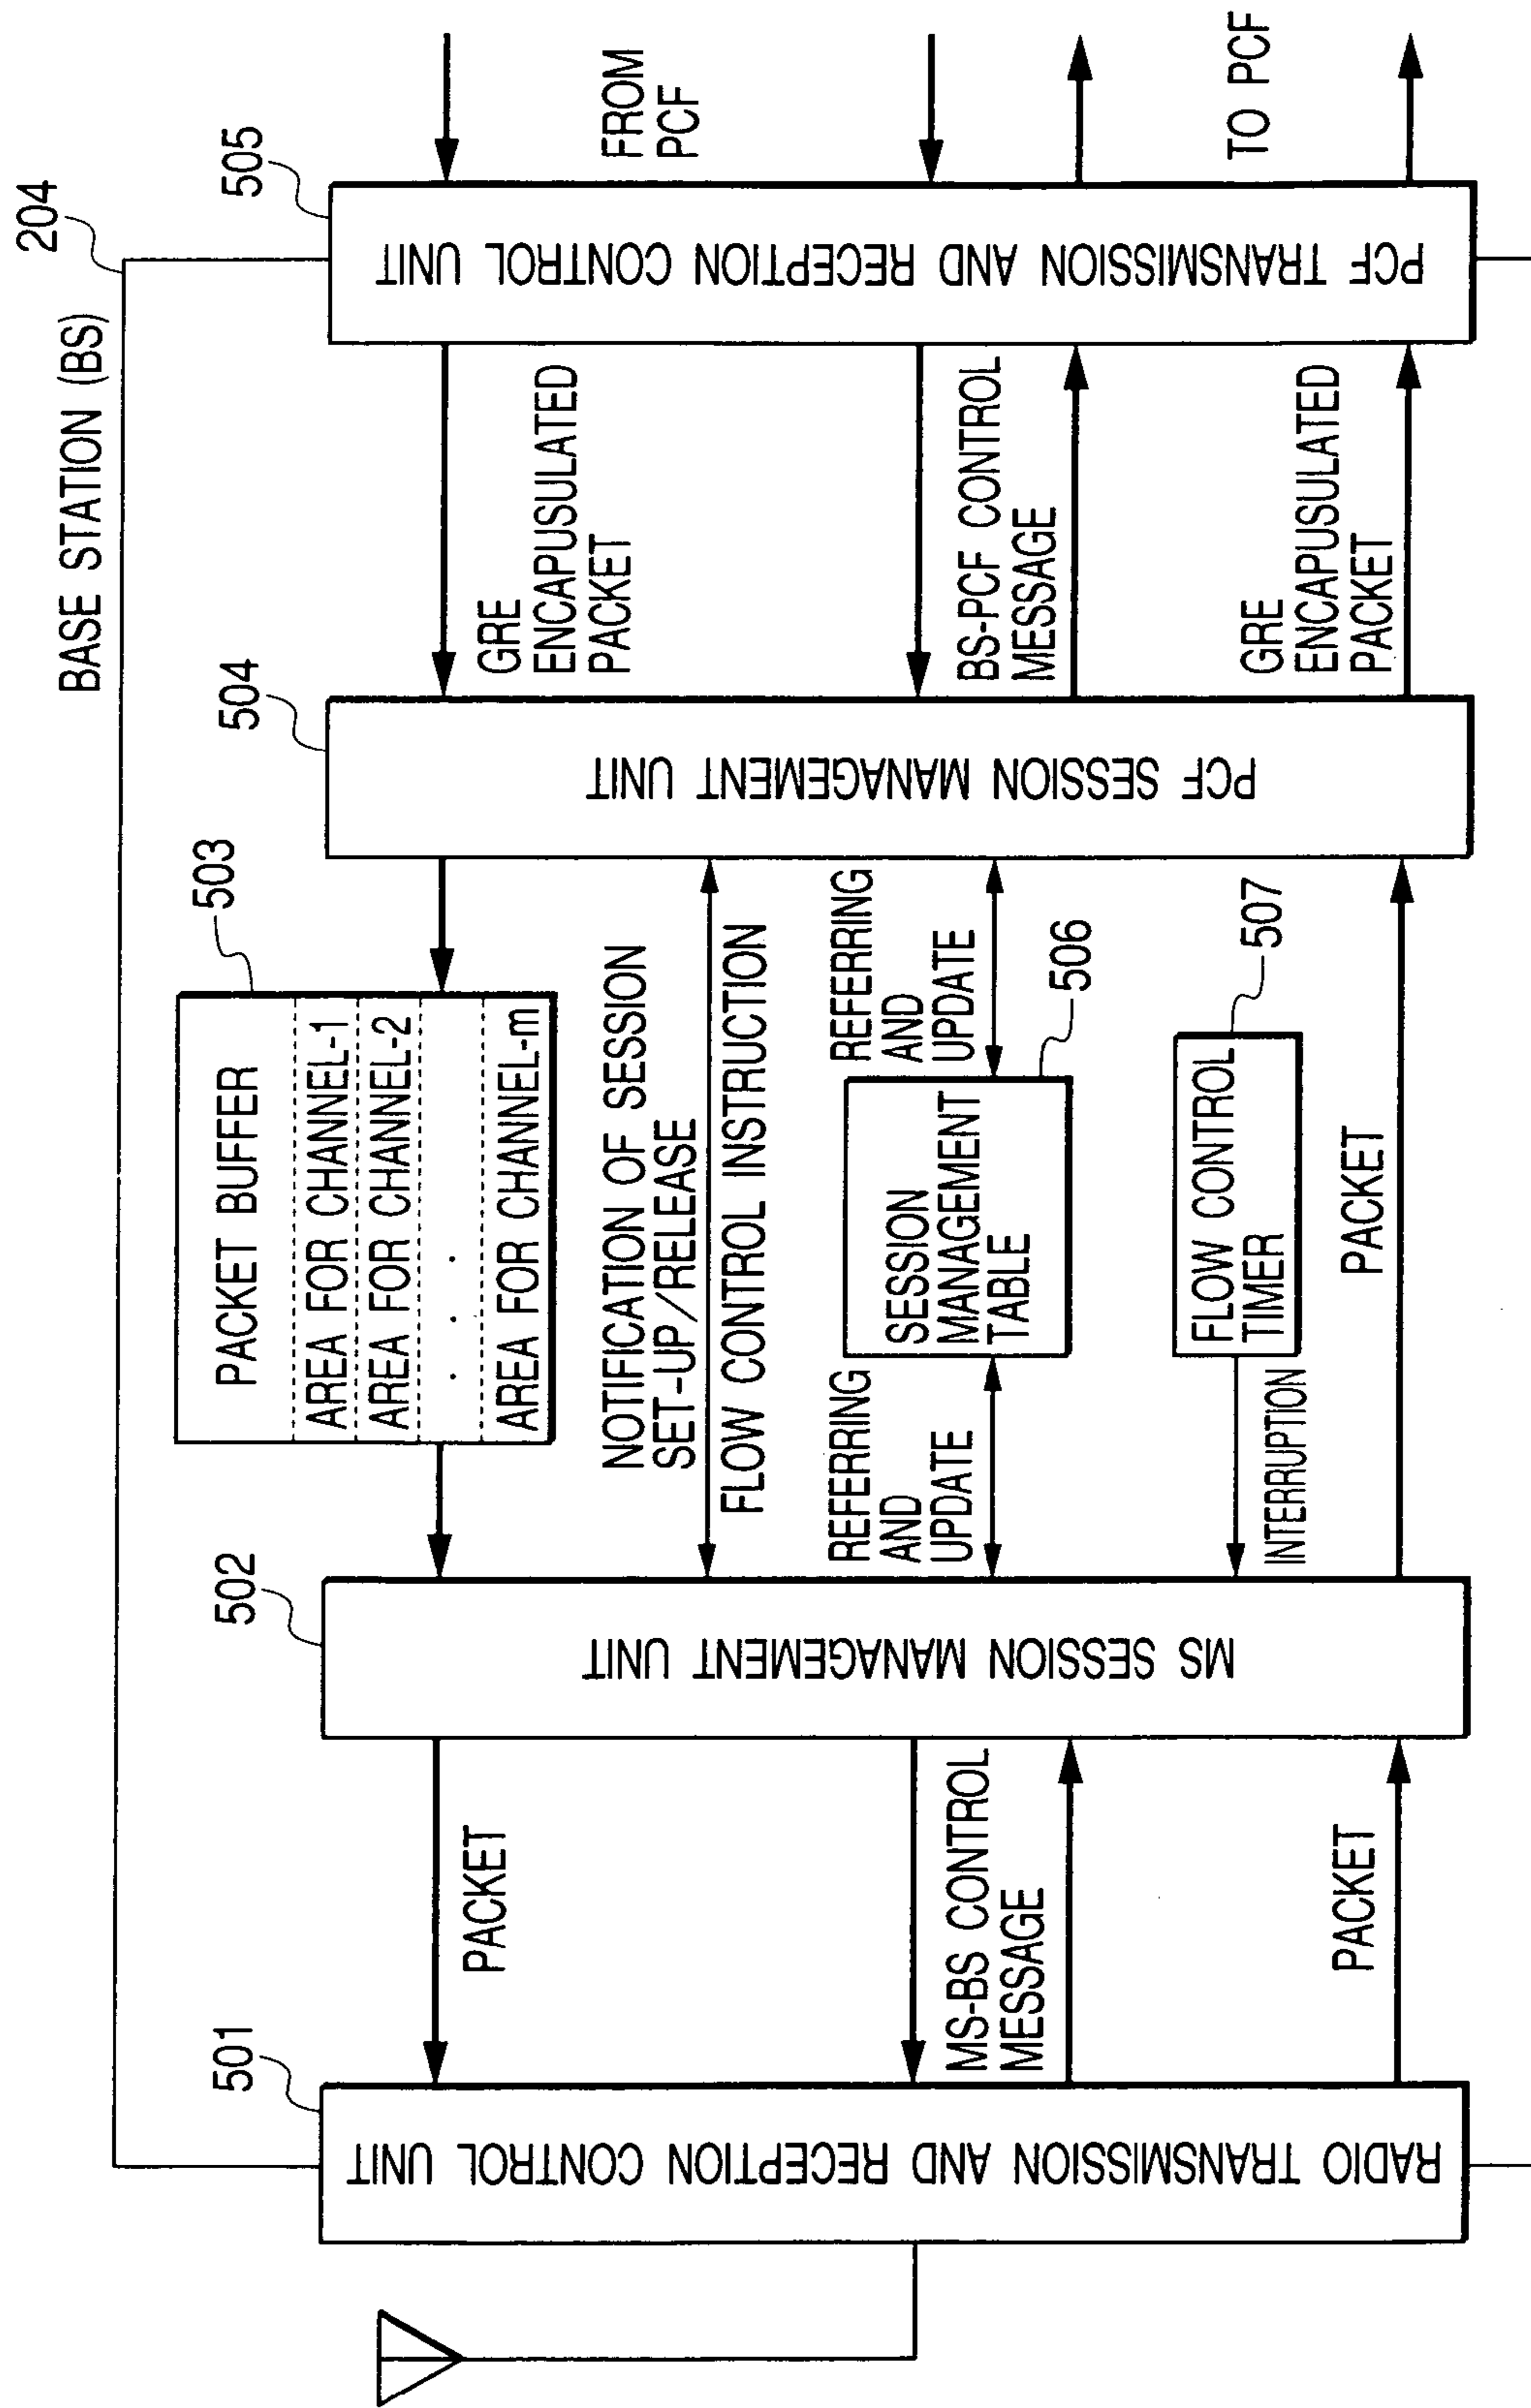 BASE STATION (BS)
204
501
RADIO TRANSMISSION AND RECEPTION CONTROL UNIT
PACKET
MS-BS CONTROL
MESSAGE
PACKET
502
MS SESSION MANAGEMENT UNIT
503
PACKET BUFFER
AREA FOR CHANNEL-1
AREA FOR CHANNEL-2
. . .
AREA FOR CHANNEL-m
NOTIFICATION OF SESSION
SET-UP/RELEASE
FLOW CONTROL INSTRUCTION
REFERRING
AND
UPDATE
SESSION
MANAGEMENT
TABLE
506
REFERRING
AND
UPDATE
INTERRUPTION
FLOW CONTROL
TIMER
507
PACKET
504
PCF SESSION MANAGEMENT UNIT
GRE
ENCAPUSULATED
PACKET
BS-PCF CONTROL
MESSAGE
GRE
ENCAPUSULATED
PACKET
505
PCF TRANSMISSION AND RECEPTION CONTROL UNIT
FROM
PCF
TO PCF